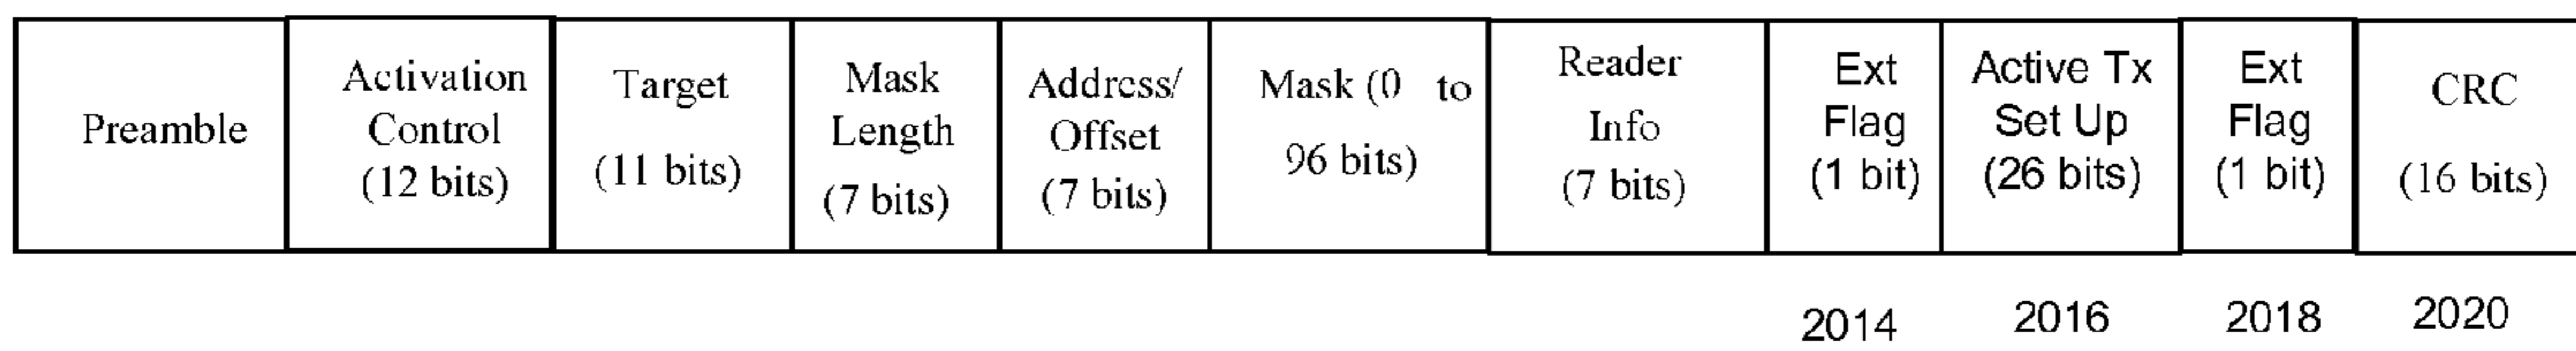 Preamble
Activation
Control
(12 bits)
Target
(11 bits)
Mask
Length
(7 bits)
Address/
Offset
(7 bits)
Mask (0 to
96 bits)
Reader
Info
(7 bits)
Ext
Flag
(1 bit)
Active Tx
Set Up
(26 bits)
Ext
Flag
(1 bit)
CRC
(16 bits)
2014
2016
2018
2020